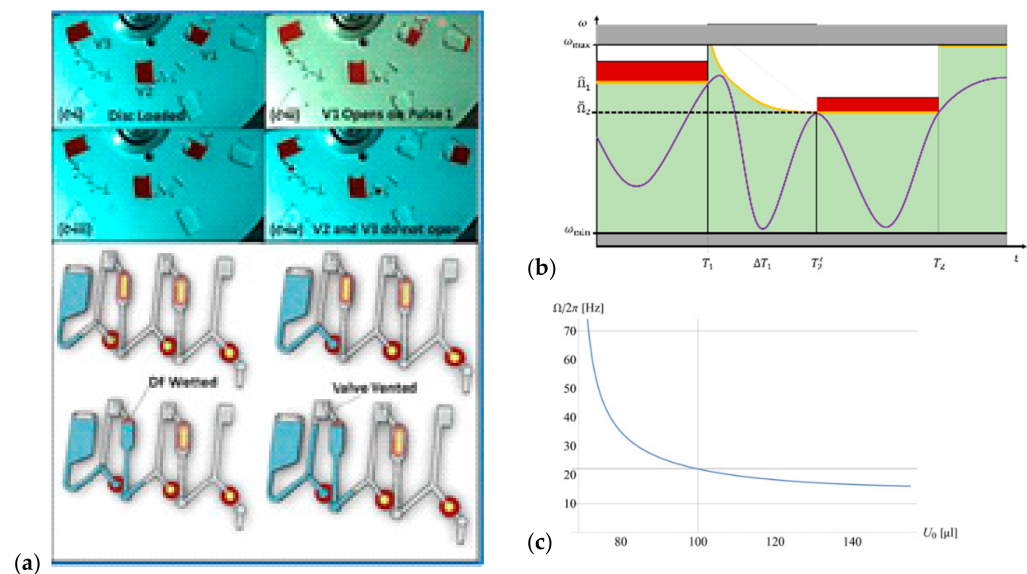 V3
V1
V2
(c-i)
Disc Loaded
(c-ii)
V1 Opens on Pulse 1
(c-iii)
(c-iv)
V2 and V3 do not open
DF Wetted
Valve Vented
(a)
ω
ωmax
Ω̂1
Ω̃2
ωmin
T1
ΔT1
T2′
T2
t
(b)
Ω/2π [Hz]
70
60
50
40
30
20
10
80
100
120
140
U0 [μl]
(c)